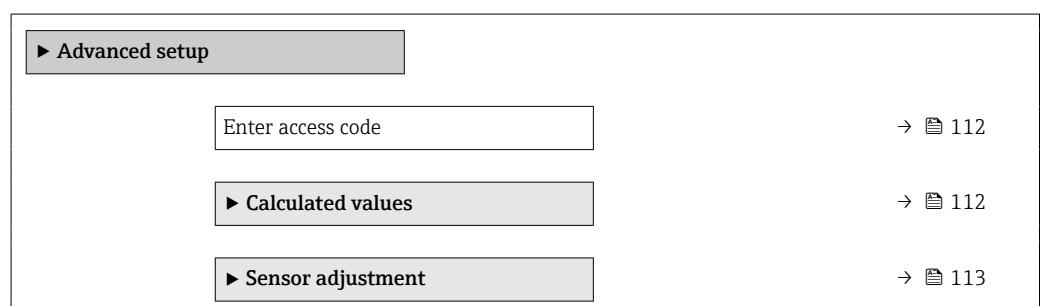 ▶ Advanced setup
Enter access code → 🖺 112
▶ Calculated values → 🖺 112
▶ Sensor adjustment → 🖺 113